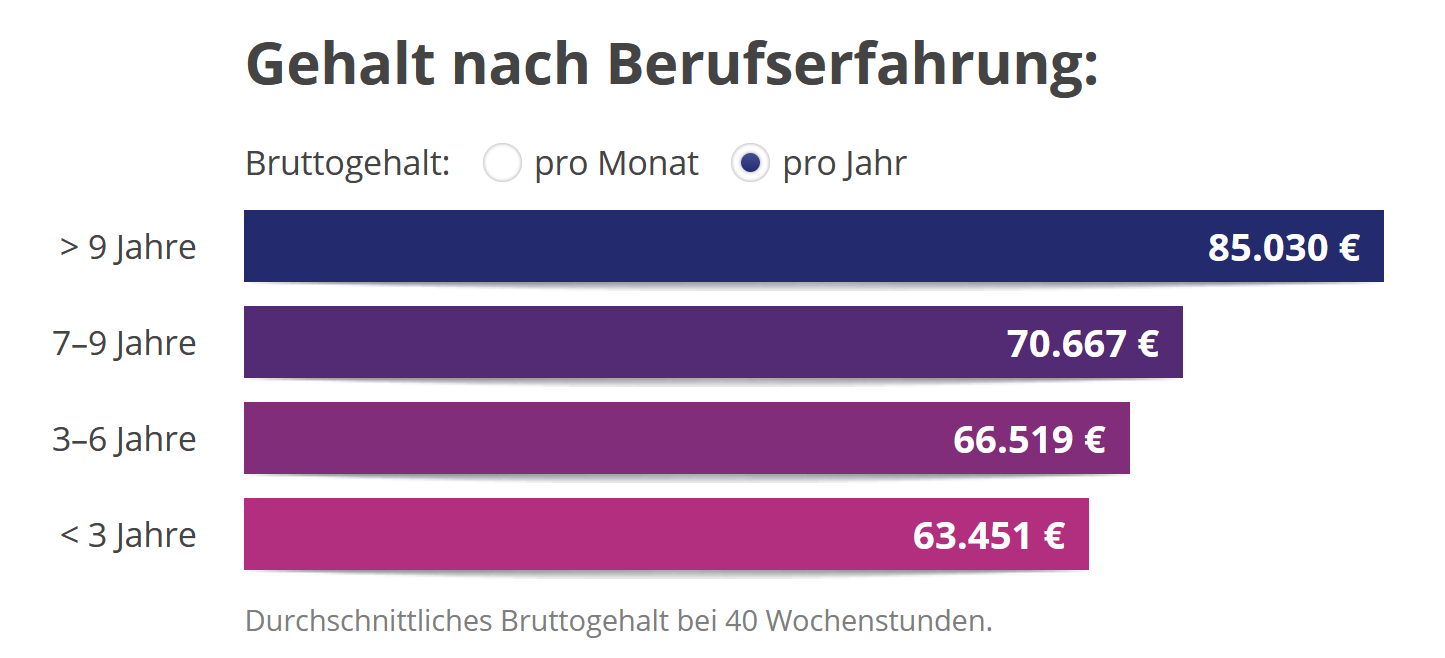 Gehalt nach Berufserfahrung:
Bruttogehalt: pro Monat pro Jahr
> 9 Jahre 85.030 €
7–9 Jahre 70.667 €
3–6 Jahre 66.519 €
< 3 Jahre 63.451 €
Durchschnittliches Bruttogehalt bei 40 Wochenstunden.